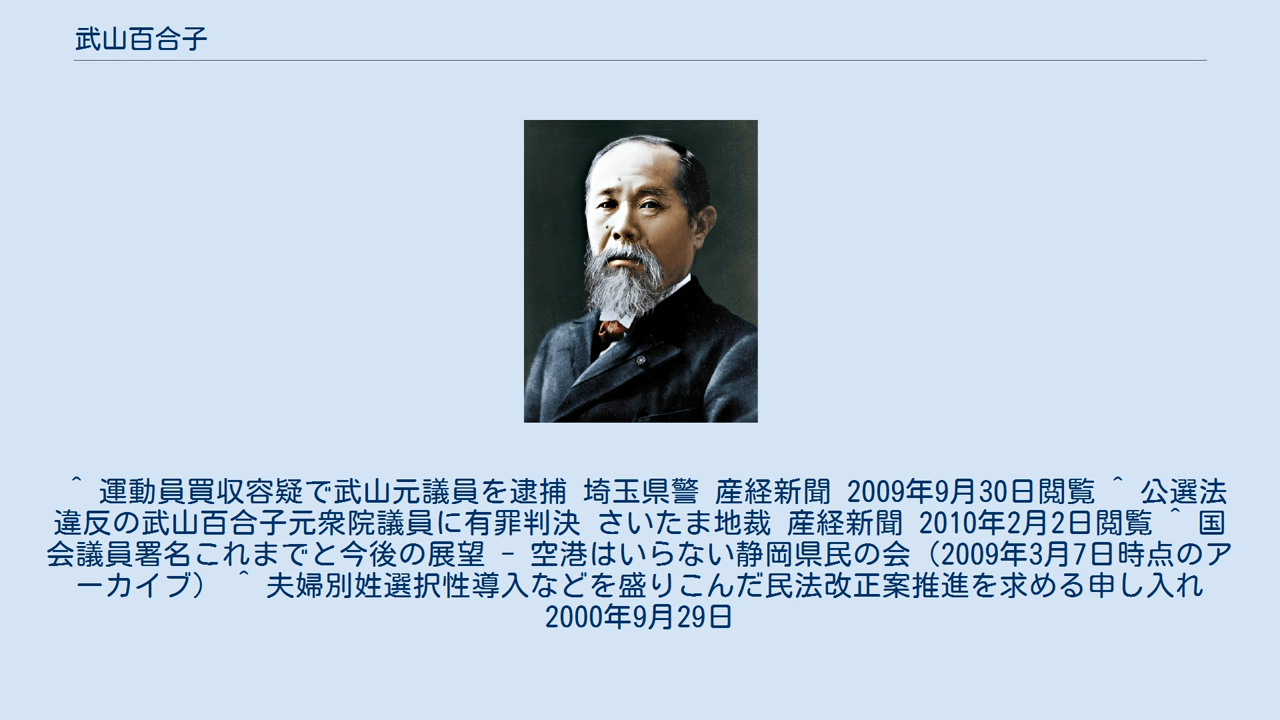 武山百合子
^ 運動員買収容疑で武山元議員を逮捕 埼玉県警 産経新聞 2009年9月30日閲覧 ^ 公選法
違反の武山百合子元衆院議員に有罪判決 さいたま地裁 産経新聞 2010年2月2日閲覧 ^ 国
会議員署名これまでと今後の展望 - 空港はいらない静岡県民の会（2009年3月7日時点のア
ーカイブ） ^ 夫婦別姓選択性導入などを盛りこんだ民法改正案推進を求める申し入れ
2000年9月29日